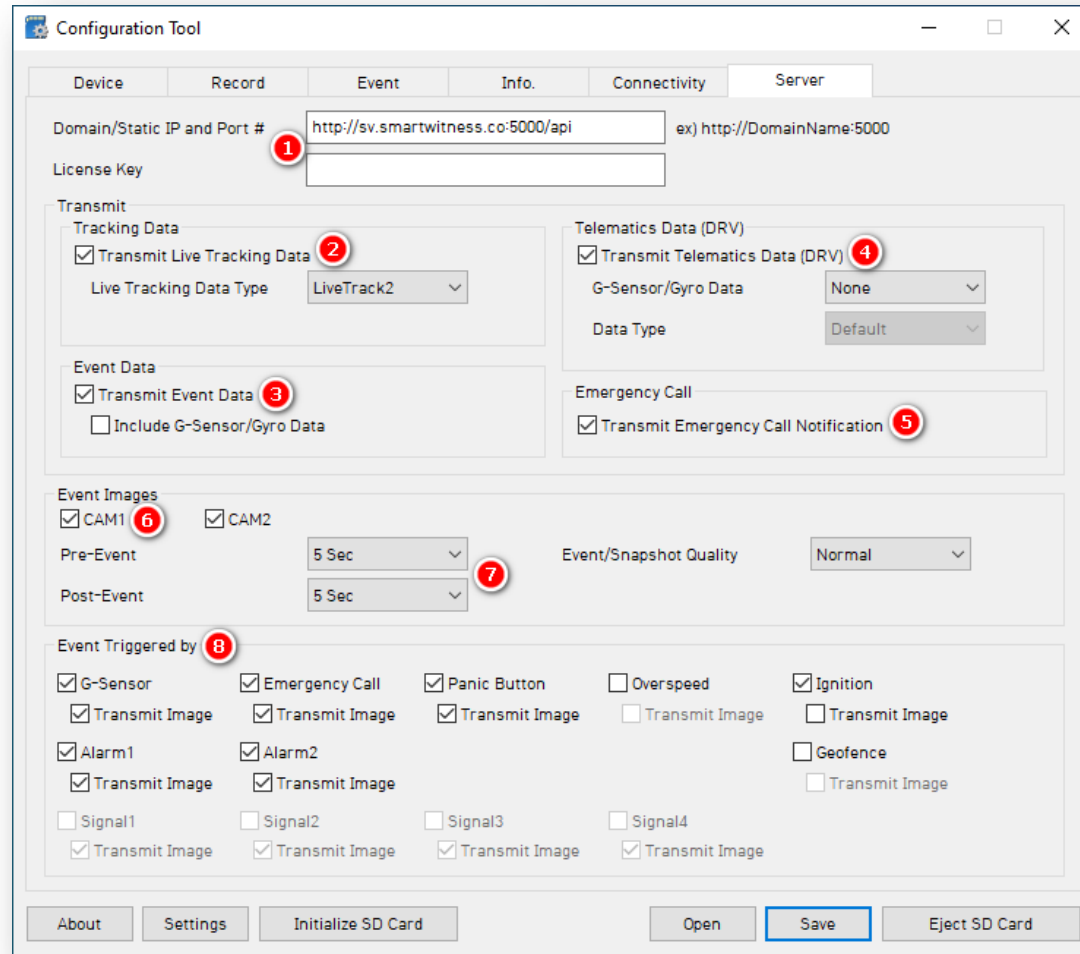 Configuration Tool
Device Record Event Info. Connectivity Server
Domain/Static IP and Port # http://sv.smartwitness.co:5000/api ex) http://DomainName:5000
1
License Key
Transmit
Tracking Data
Transmit Live Tracking Data 2
Live Tracking Data Type LiveTrack2
Telematics Data (DRV)
Transmit Telematics Data (DRV) 4
G-Sensor/Gyro Data None
Data Type Default
Event Data
Transmit Event Data 3
Include G-Sensor/Gyro Data
Emergency Call
Transmit Emergency Call Notification 5
Event Images
CAM1 6 CAM2
Pre-Event 5 Sec Event/Snapshot Quality Normal
7
Post-Event 5 Sec
Event Triggered by 8
G-Sensor Emergency Call Panic Button Overspeed Ignition
Transmit Image Transmit Image Transmit Image Transmit Image Transmit Image
Alarm1 Alarm2 Geofence
Transmit Image Transmit Image Transmit Image
Signal1 Signal2 Signal3 Signal4
Transmit Image Transmit Image Transmit Image Transmit Image
About Settings Initialize SD Card Open Save Eject SD Card